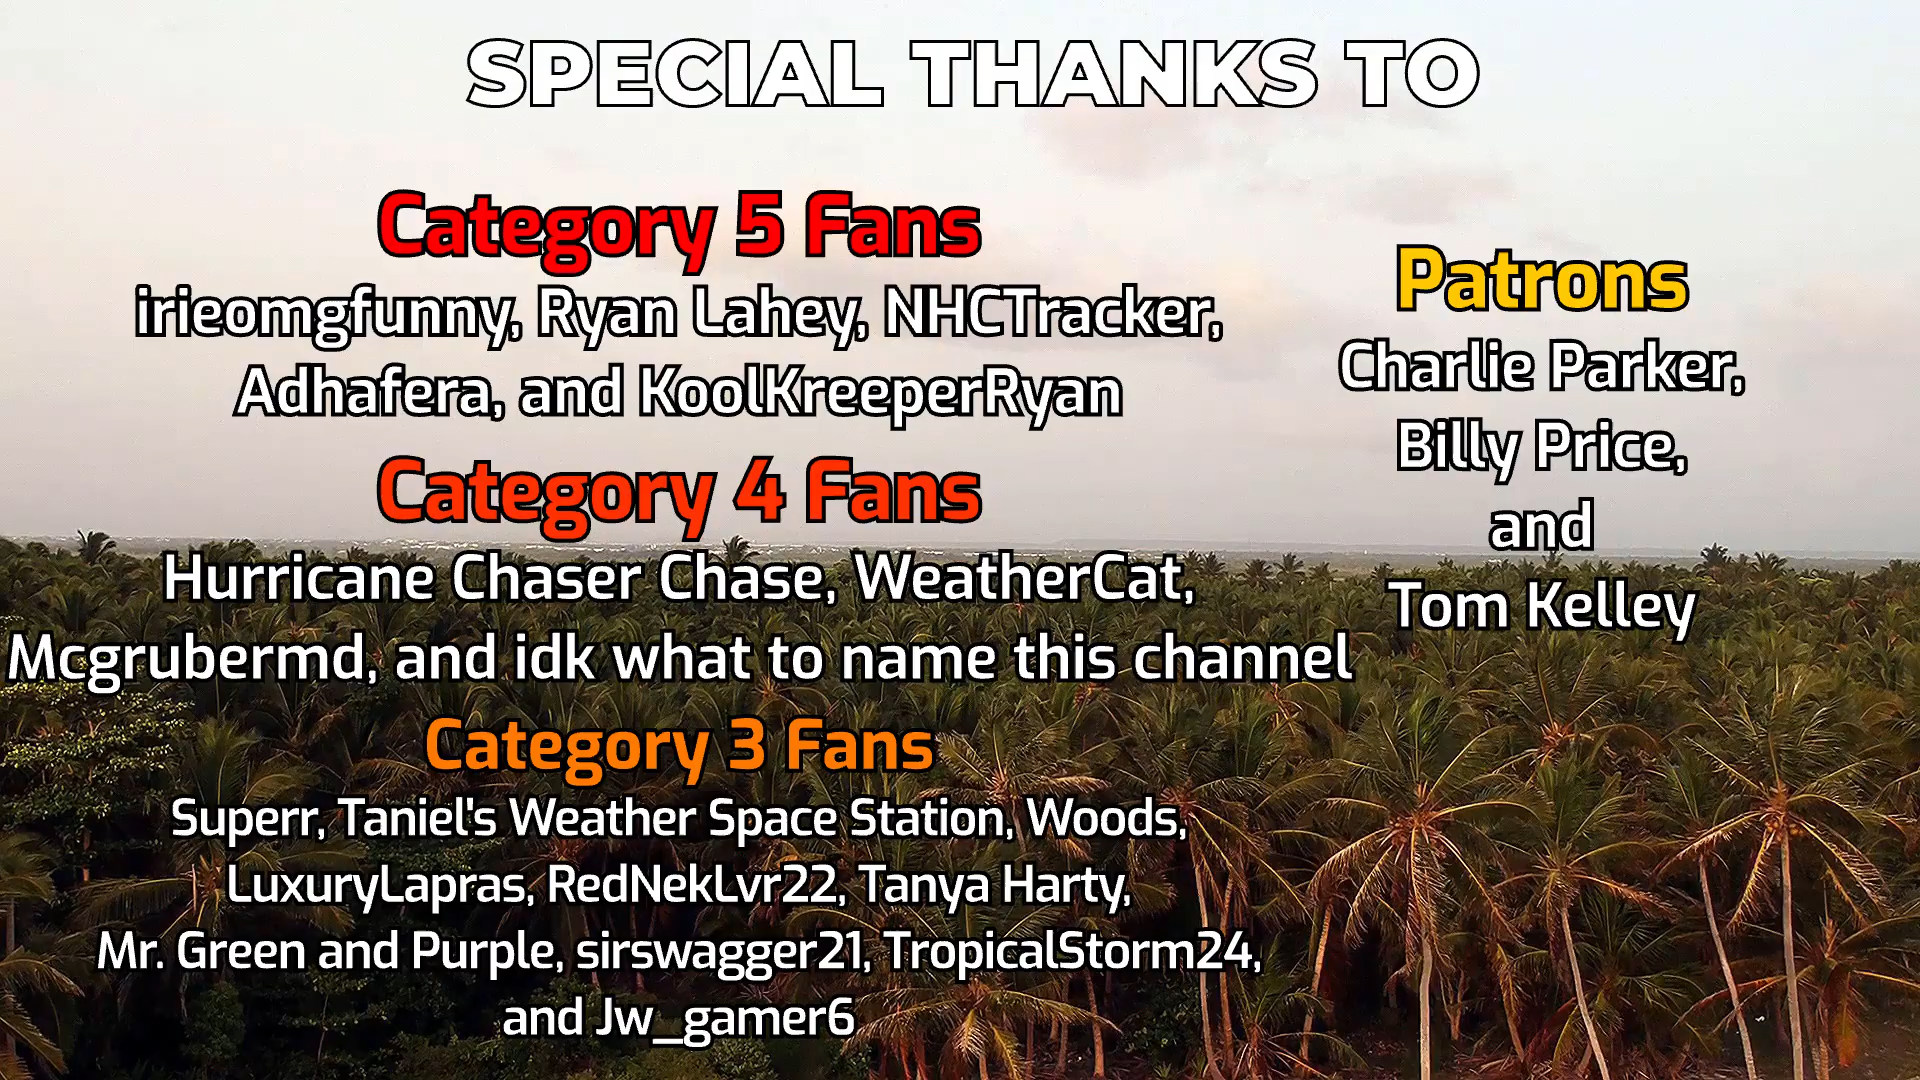 SPECIAL THANKS TO
Category 5 Fans
irieomgfunny, Ryan Lahey, NHCTracker,
Adhafera, and KoolKreeperRyan
Category 4 Fans
Hurricane Chaser Chase, WeatherCat,
Mcgrubermd, and idk what to name this channel
Category 3 Fans
Superr, Taniel's Weather Space Station, Woods,
LuxuryLapras, RedNekLvr22, Tanya Harty,
Mr. Green and Purple, sirswagger21, TropicalStorm24,
and Jw_gamer6
Patrons
Charlie Parker,
Billy Price,
and
Tom Kelley